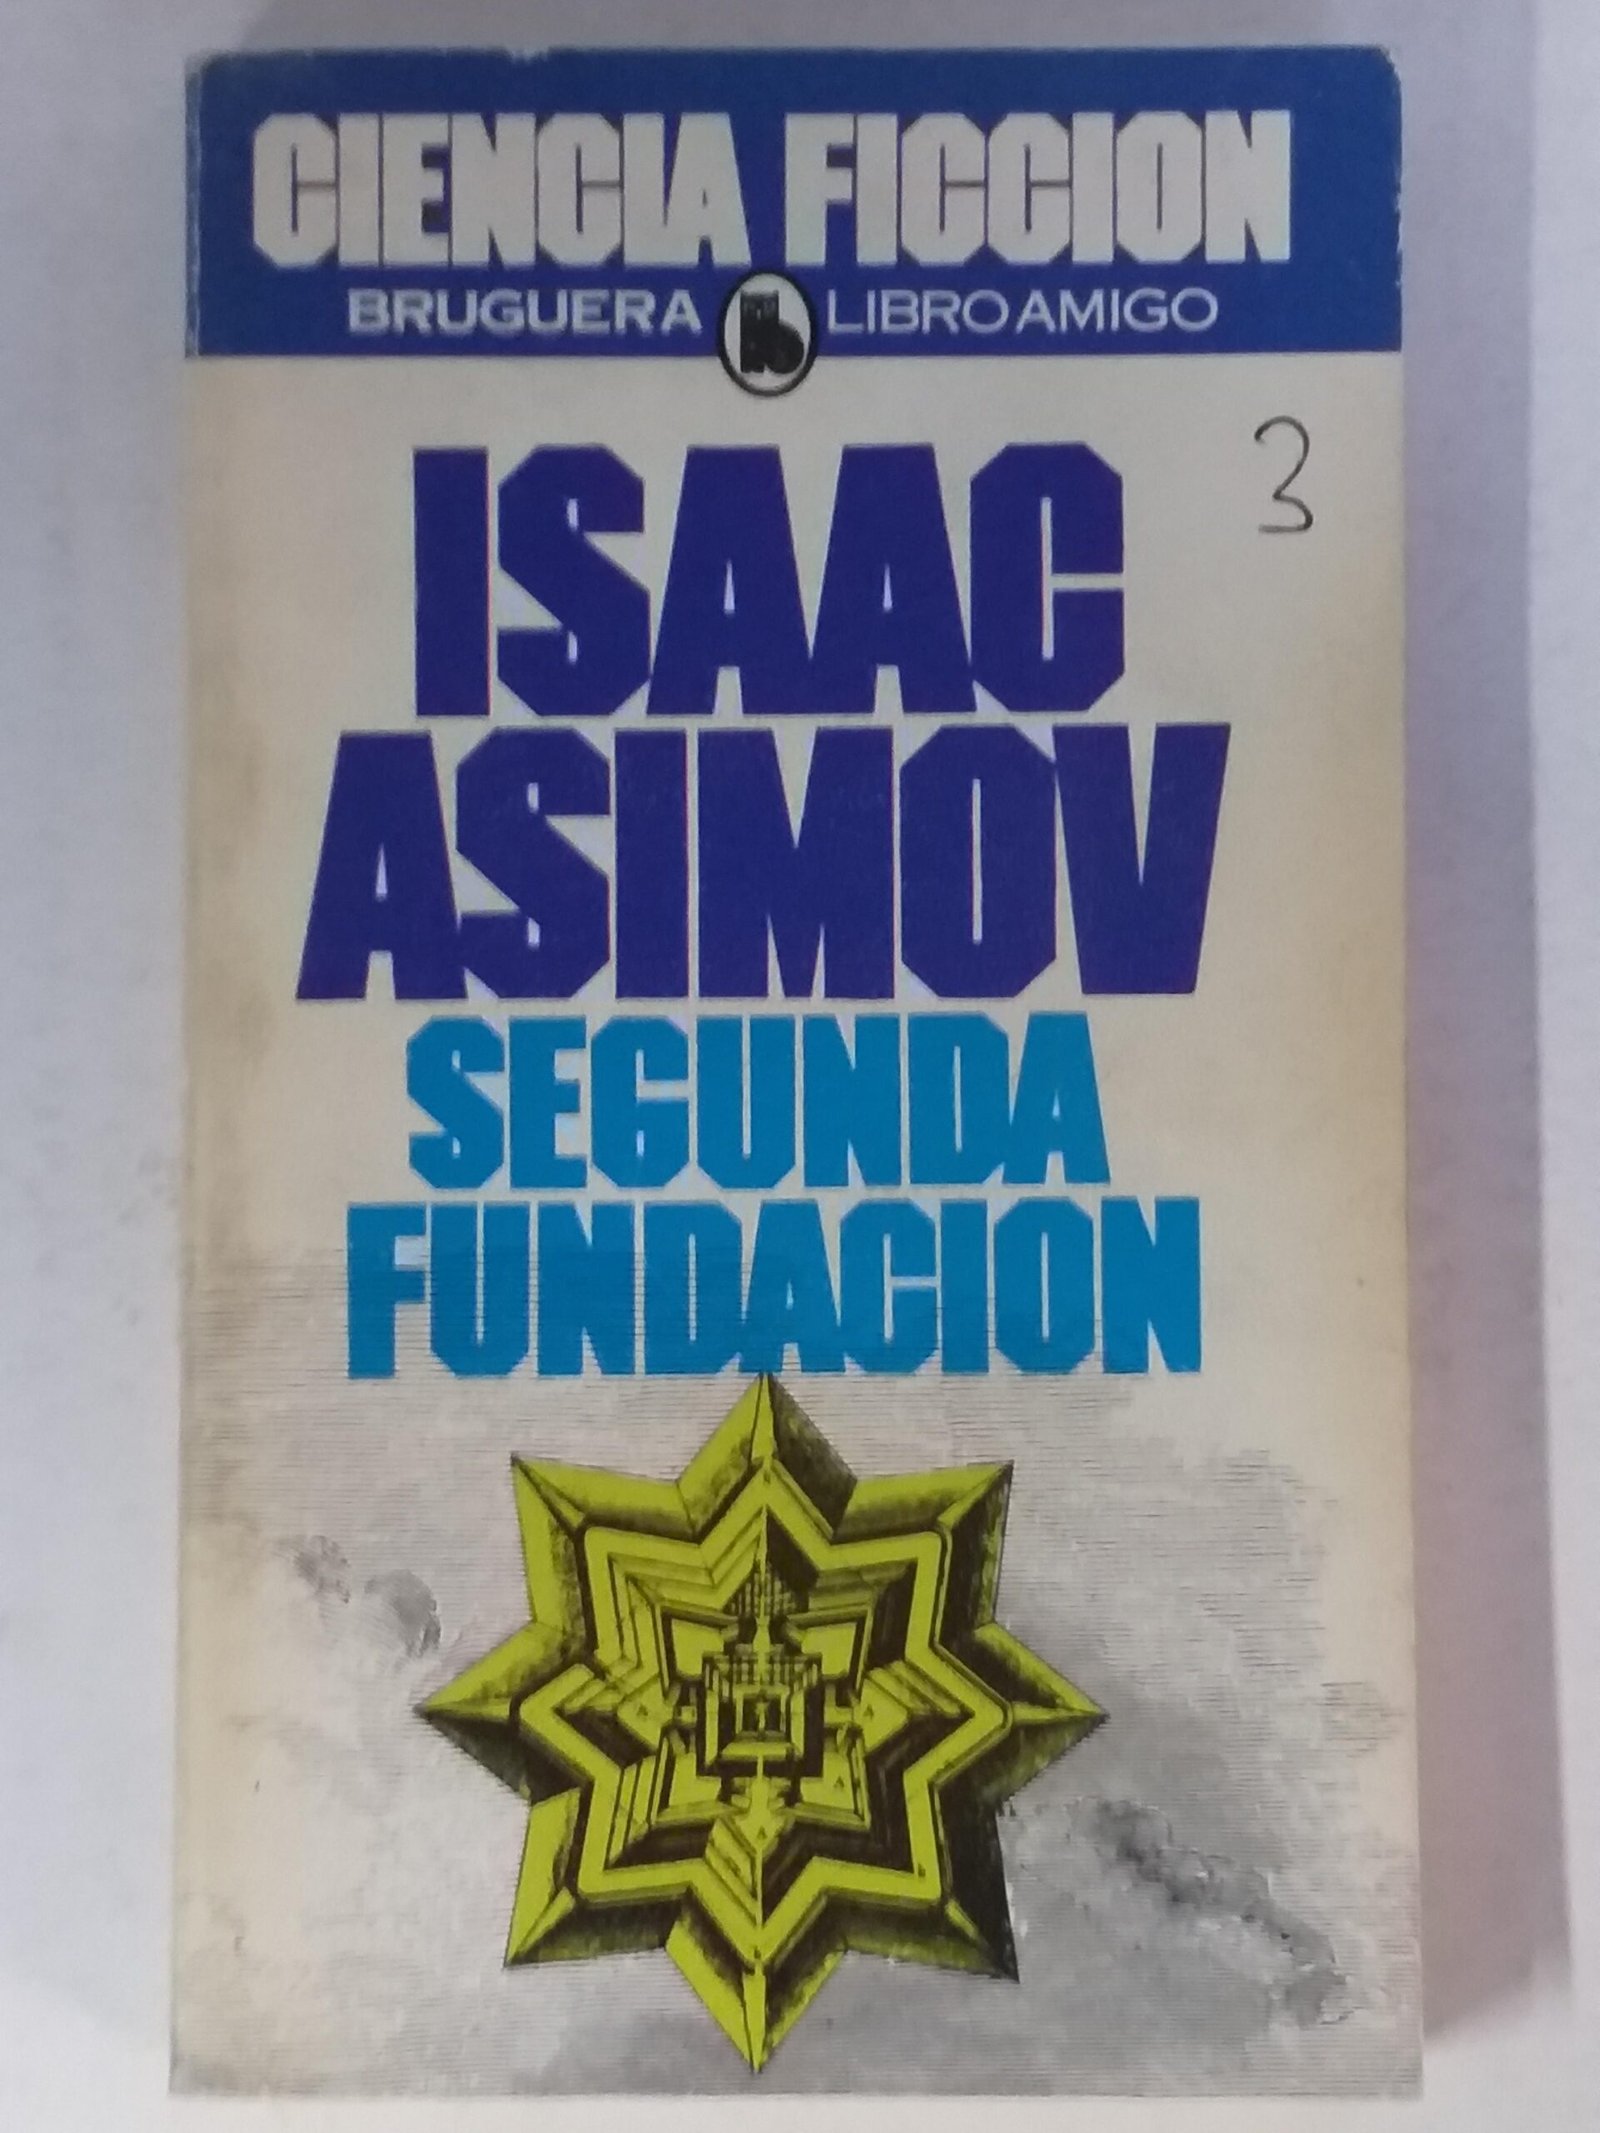 CIENCIA FICCION
BRUGUERA LIBRO AMIGO
3
ISAAC
ASIMOV
SEGUNDA
FUNDACION